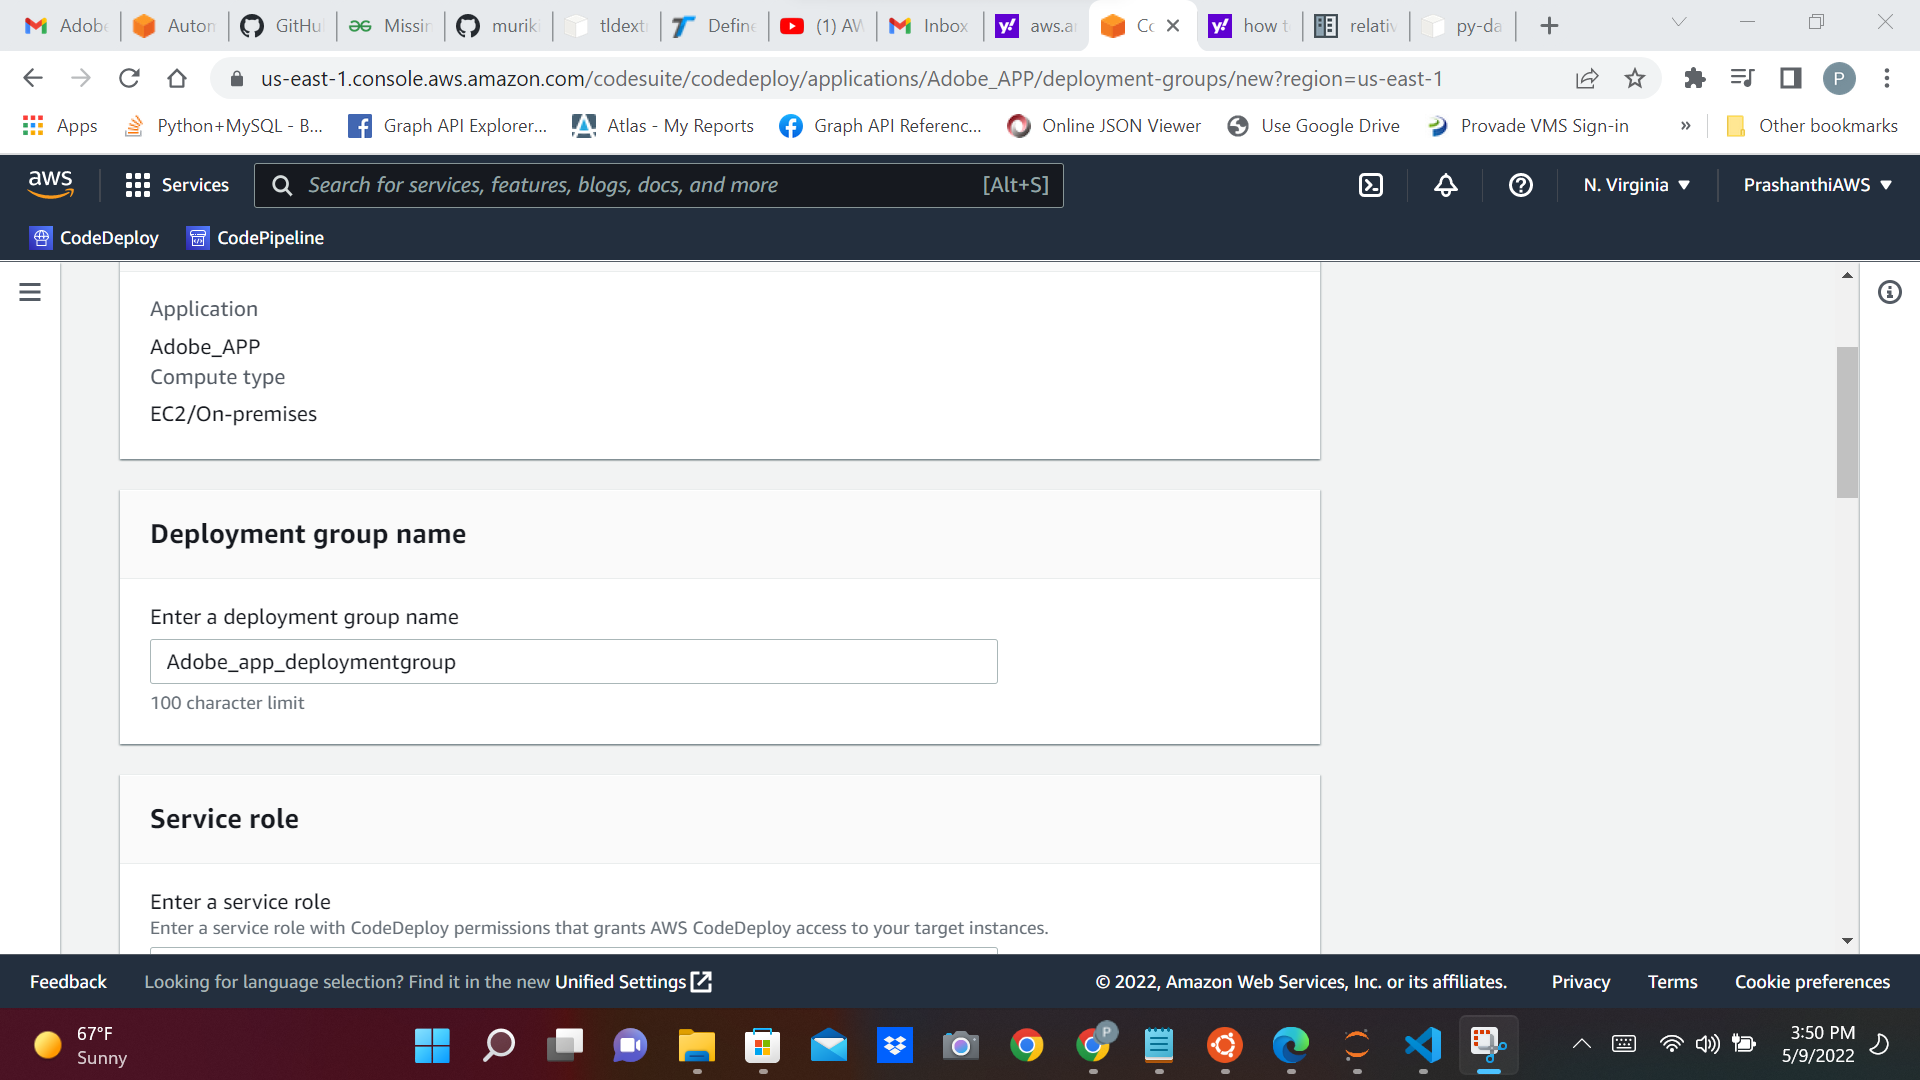 Adobe
Autom
GitHu
Missin
muriki
tldext
Define
(1) AW
Inbox
aws.a
Co
how t
relativ
py-da
us-east-1.console.aws.amazon.com/codesuite/codedeploy/applications/Adobe_APP/deployment-groups/new?region=us-east-1
P
Apps
Python+MySQL - B...
Graph API Explorer...
Atlas - My Reports
Graph API Referenc...
Online JSON Viewer
Use Google Drive
Provade VMS Sign-in
»
Other bookmarks
aws
Services
Search for services, features, blogs, docs, and more
[Alt+S]
N. Virginia
PrashanthiAWS
CodeDeploy
CodePipeline
Application
Adobe_APP
Compute type
EC2/On-premises
Deployment group name
Enter a deployment group name
Adobe_app_deploymentgroup
100 character limit
Service role
Enter a service role
Enter a service role with CodeDeploy permissions that grants AWS CodeDeploy access to your target instances.
Feedback
Looking for language selection? Find it in the new Unified Settings
© 2022, Amazon Web Services, Inc. or its affiliates.
Privacy
Terms
Cookie preferences
67°F
Sunny
P
3:50 PM
5/9/2022